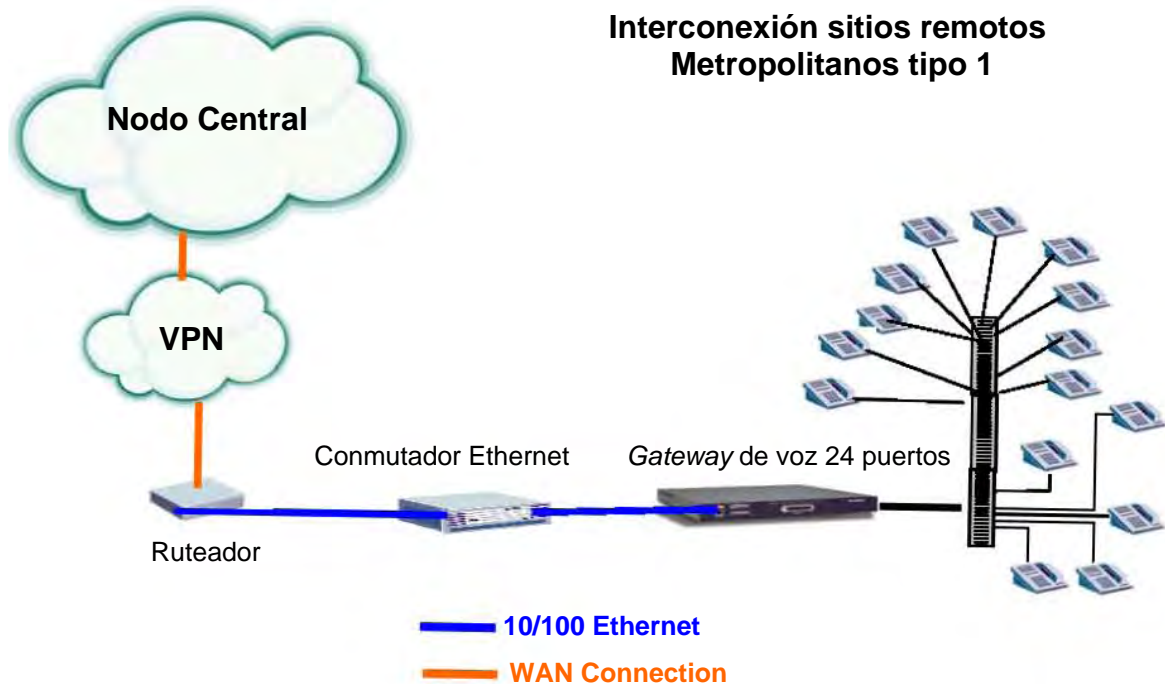 Interconexión sitios remotos
Metropolitanos tipo 1
Nodo Central
VPN
Conmutador Ethernet
Gateway de voz 24 puertos
Ruteador
10/100 Ethernet
WAN Connection